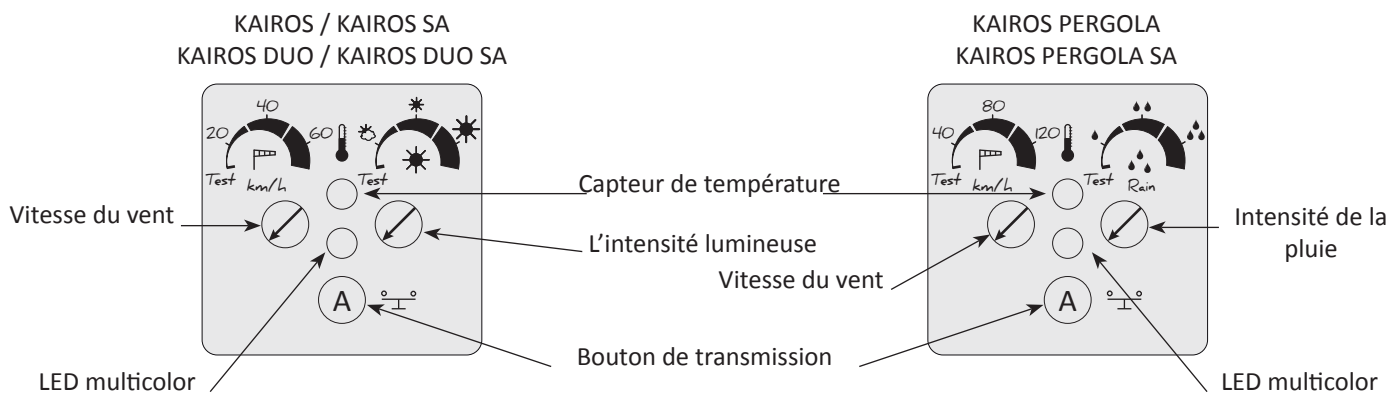 KAIROS / KAIROS SA
KAIROS DUO / KAIROS DUO SA
20
40
60
Test
km/h
Test
Vitesse du vent
L'intensité lumineuse
A
LED multicolor
Capteur de température
Bouton de transmission
KAIROS PERGOLA
KAIROS PERGOLA SA
40
80
120
Test
km/h
Test
Rain
Vitesse du vent
Intensité de la
pluie
A
LED multicolor